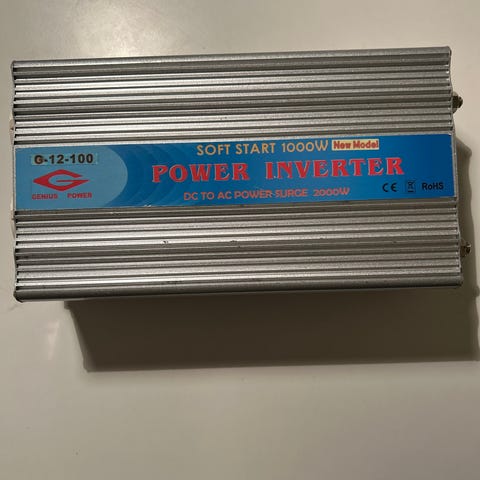 G-12-100
GENIUS POWER
SOFT START 1000W New Model
POWER INVERTER
DC TO AC POWER SURGE 2000W
CE R RoHS